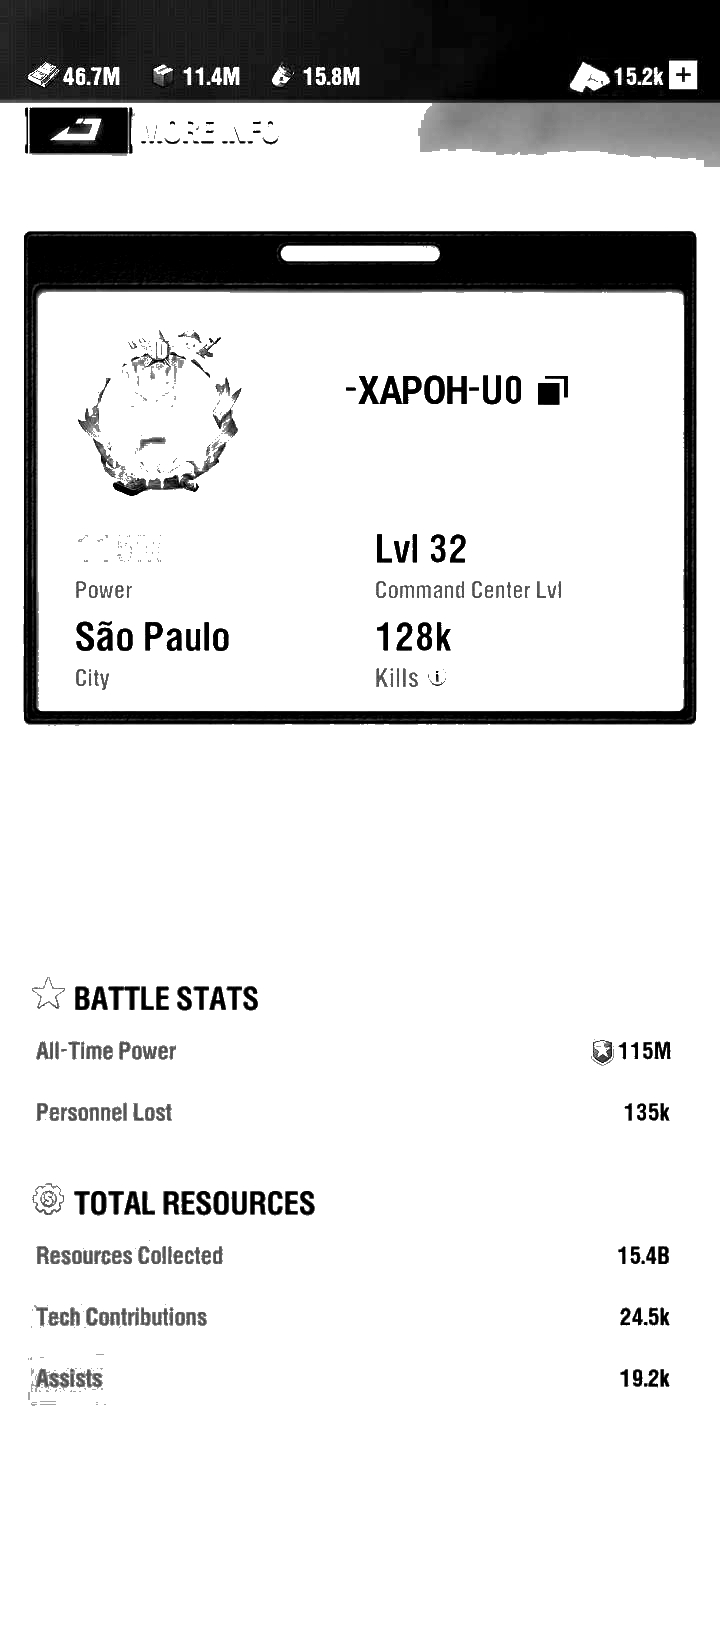 46.7M 11.4M 15.8M 15.2k +
MORE INFO
-XAPOH-U0
115M Lvl 32
Power Command Center Lvl
São Paulo 128k
City Kills
BATTLE STATS
All-Time Power 115M
Personnel Lost 135k
TOTAL RESOURCES
Resources Collected 15.4B
Tech Contributions 24.5k
Assists 19.2k